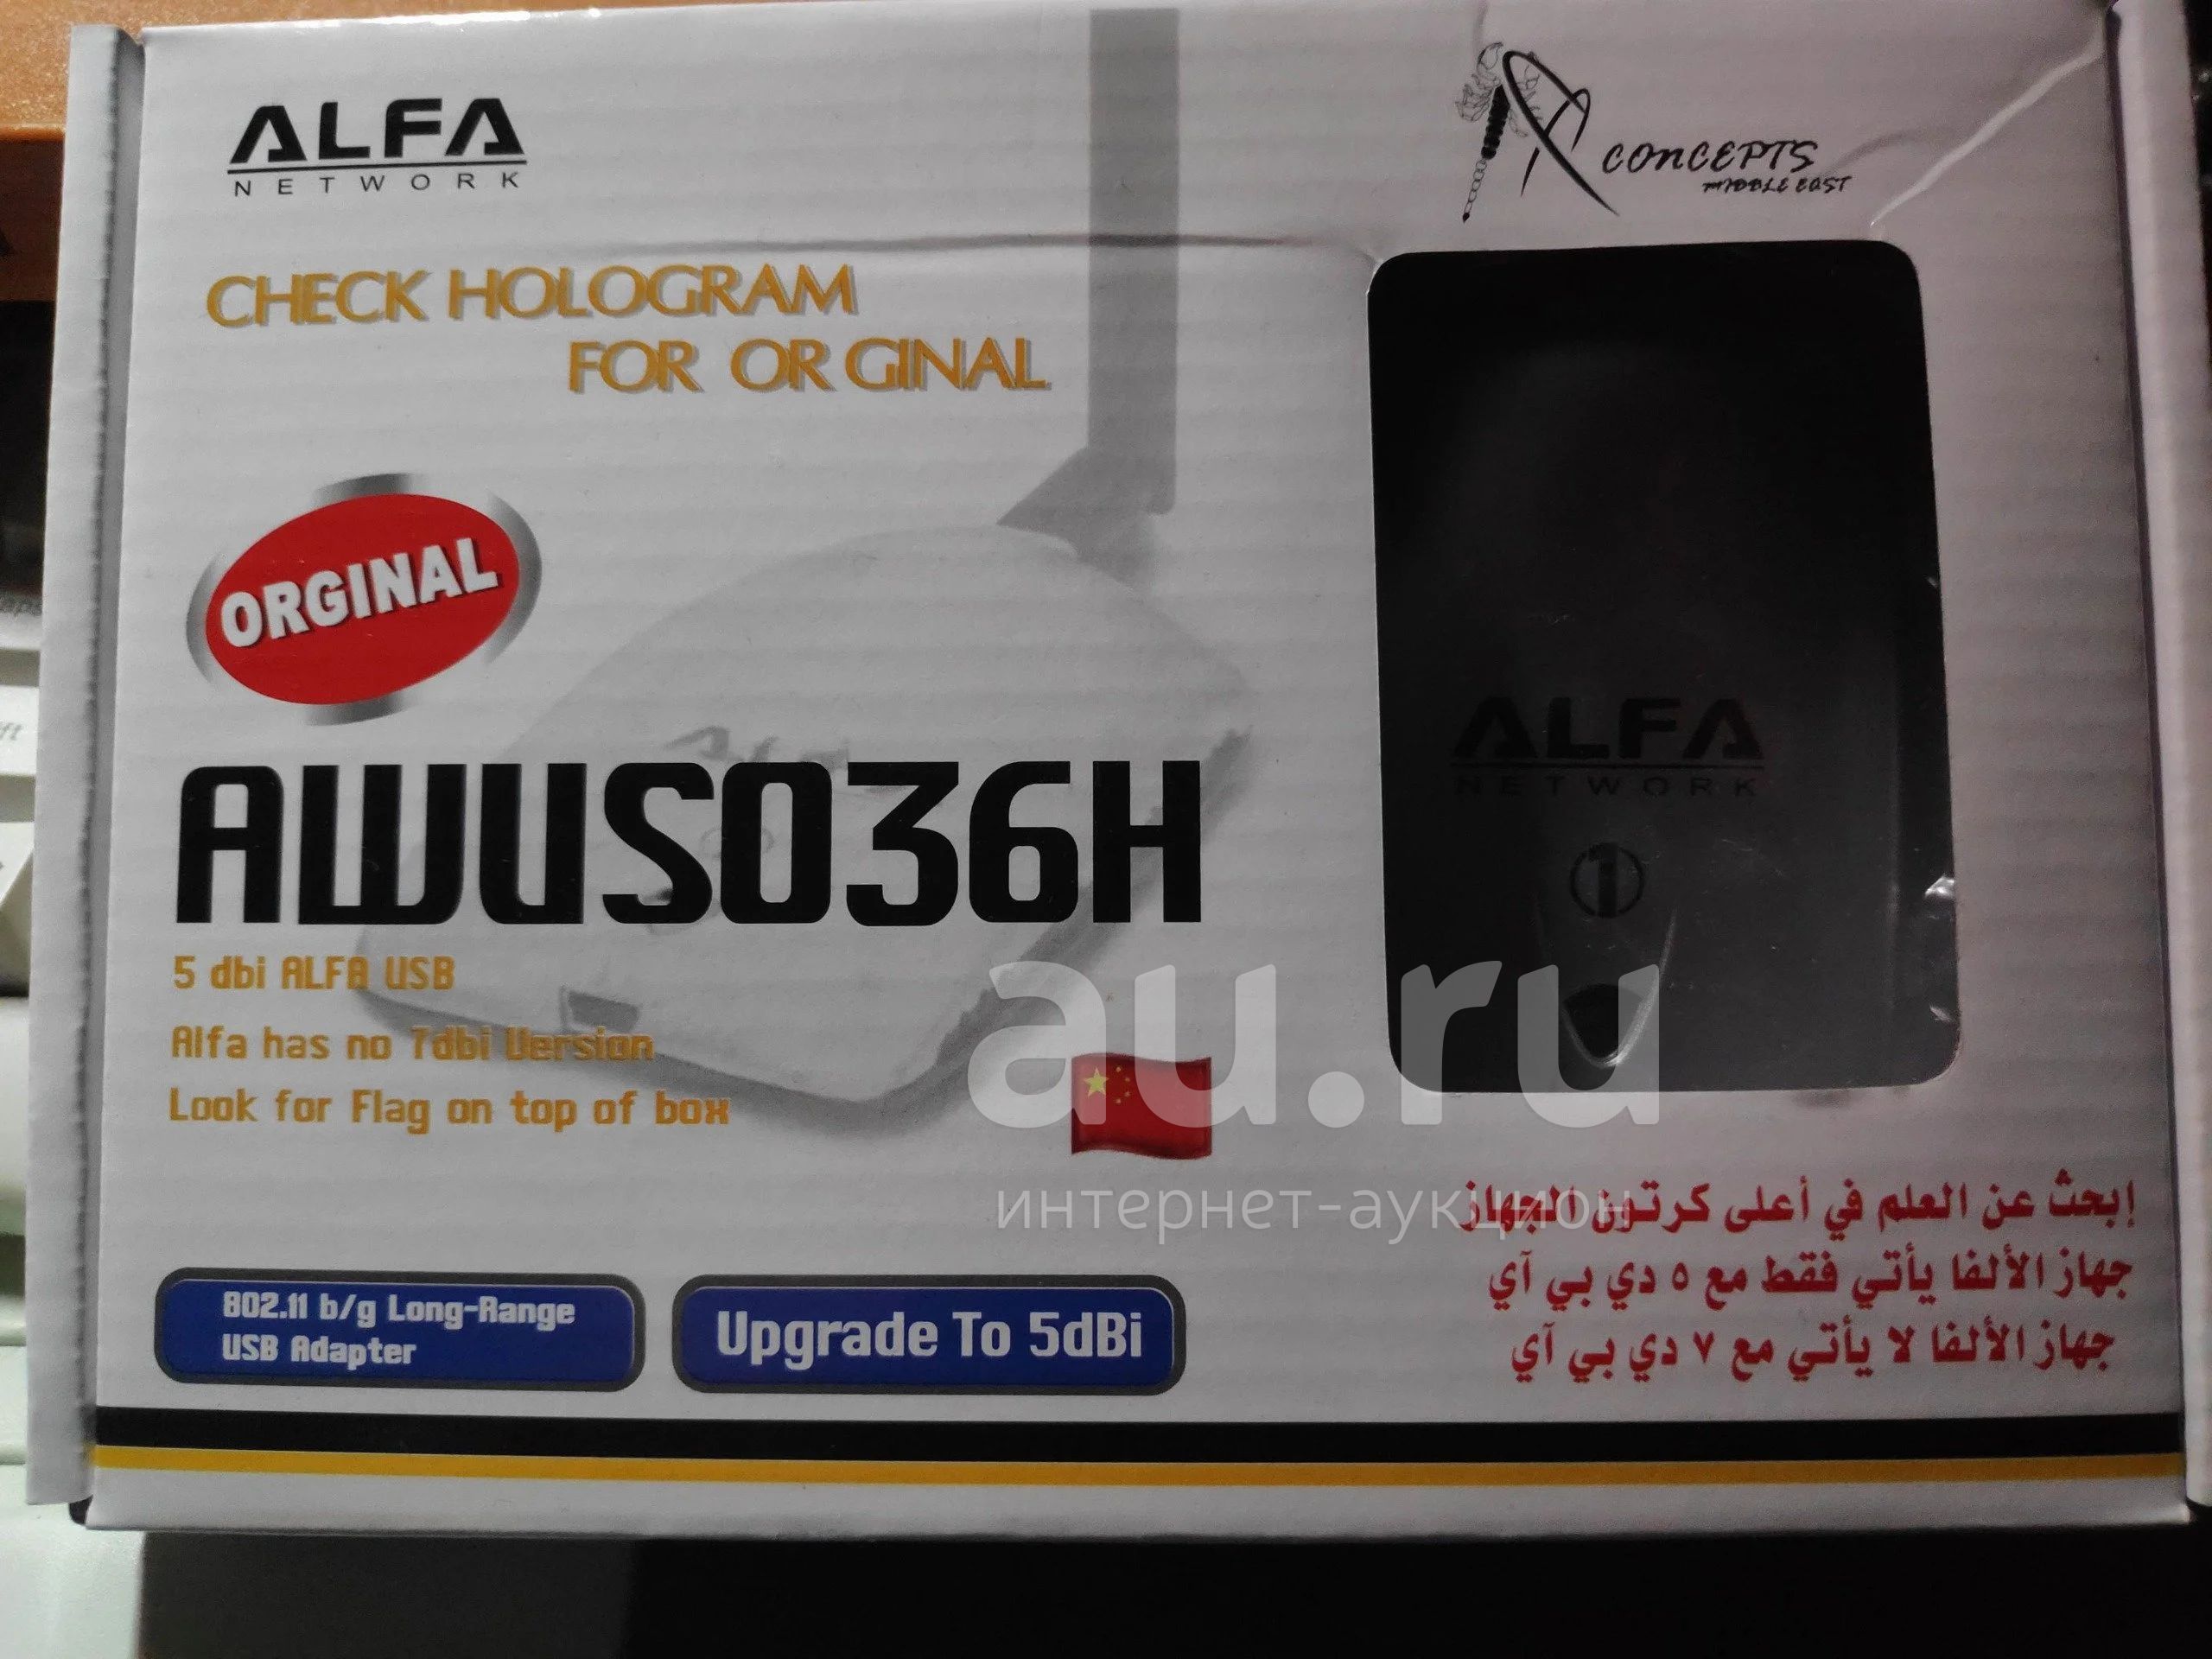 ALFA
NETWORK
CONCEPTS
MIDDLE EAST
CHECK HOLOGRAM
FOR OR GINAL
ORGINAL
ALFA
NETWORK
1
AWUS036H
5 dbi ALFA USB
Alfa has no 7dbi Version
Look for Flag on top of box
au.ru
интернет-аукцион
إبحث عن العلم في أعلى كرتون الجهاز
جهاز الألفا يأتي فقط مع ٥ دي بي آي
جهاز الألفا لا يأتي مع ٧ دي بي آي
802.11 b/g Long-Range
USB Adapter
Upgrade To 5dBi